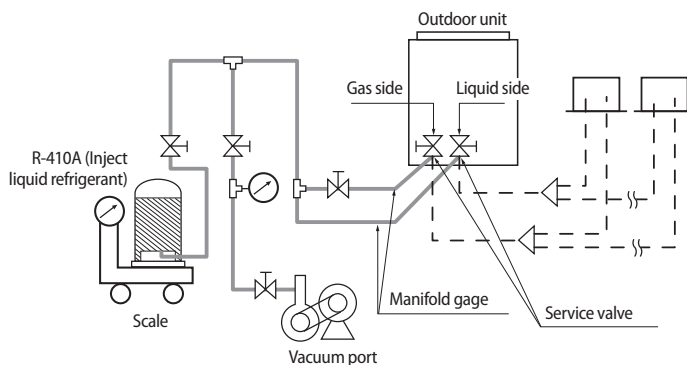 Outdoor unit
Gas side
Liquid side
R-410A (Inject
liquid refrigerant)
Scale
Manifold gage
Service valve
Vacuum port